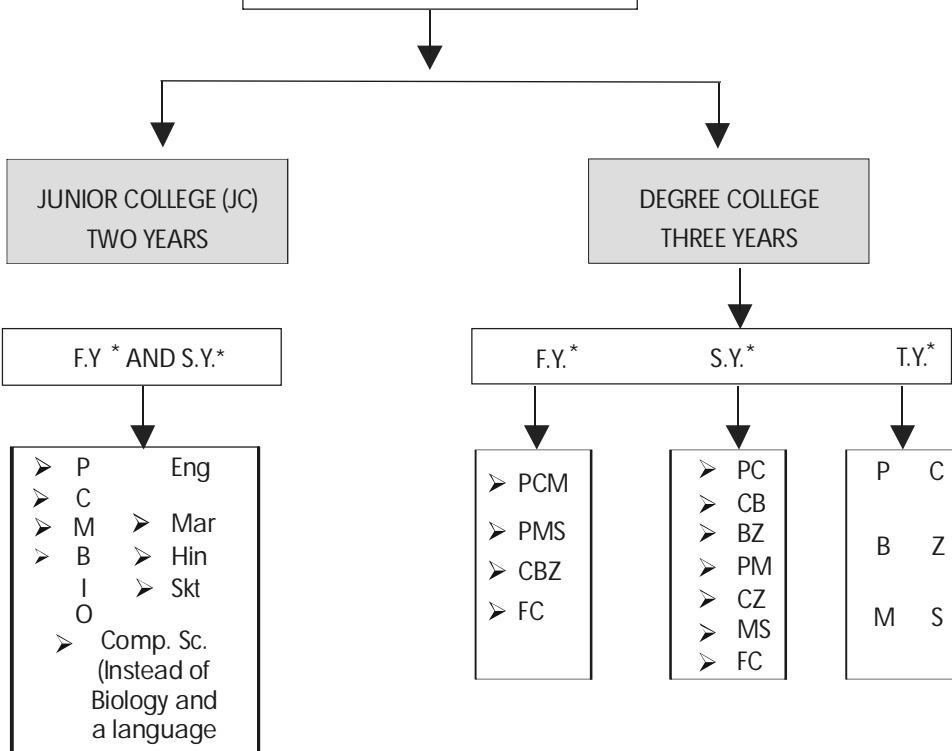 JUNIOR COLLEGE (JC)
TWO YEARS
DEGREE COLLEGE
THREE YEARS
F.Y * AND S.Y.*
F.Y.* S.Y.* T.Y.*
➢ P Eng
➢ C
➢ M ➢ Mar
➢ B ➢ Hin
I ➢ Skt
O
➢ Comp. Sc.
(Instead of
Biology and
a language
➢ PCM
➢ PMS
➢ CBZ
➢ FC
➢ PC
➢ CB
➢ BZ
➢ PM
➢ CZ
➢ MS
➢ FC
P C
B Z
M S